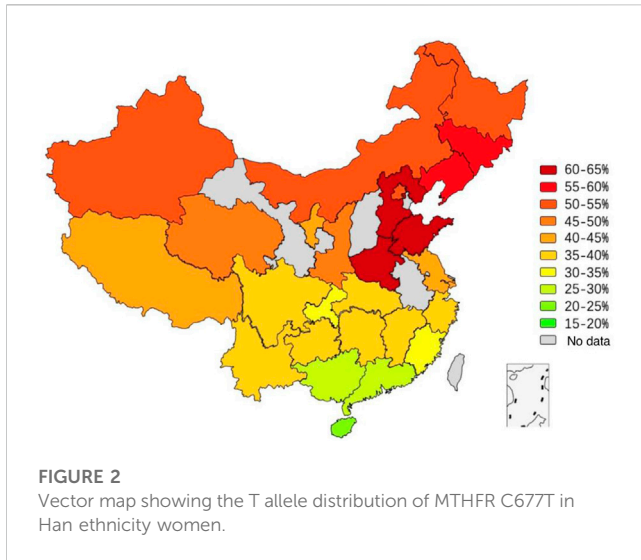 60-65%
55-60%
50-55%
45-50%
40-45%
35-40%
30-35%
25-30%
20-25%
15-20%
No data
FIGURE 2
Vector map showing the T allele distribution of MTHFR C677T in
Han ethnicity women.